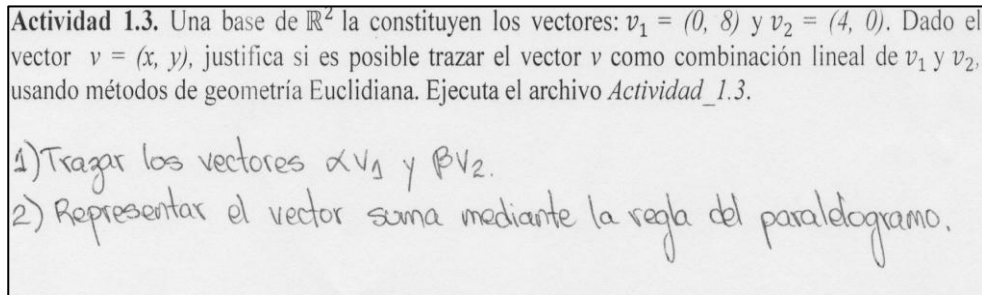 Actividad 1.3. Una base de ℝ² la constituyen los vectores: v₁ = (0, 8) y v₂ = (4, 0). Dado el
vector v = (x, y), justifica si es posible trazar el vector v como combinación lineal de v₁ y v₂,
usando métodos de geometría Euclidiana. Ejecuta el archivo Actividad_1.3.
1) Trazar los vectores αv₁ y βv₂.
2) Representar el vector suma mediante la regla del paralelogramo.